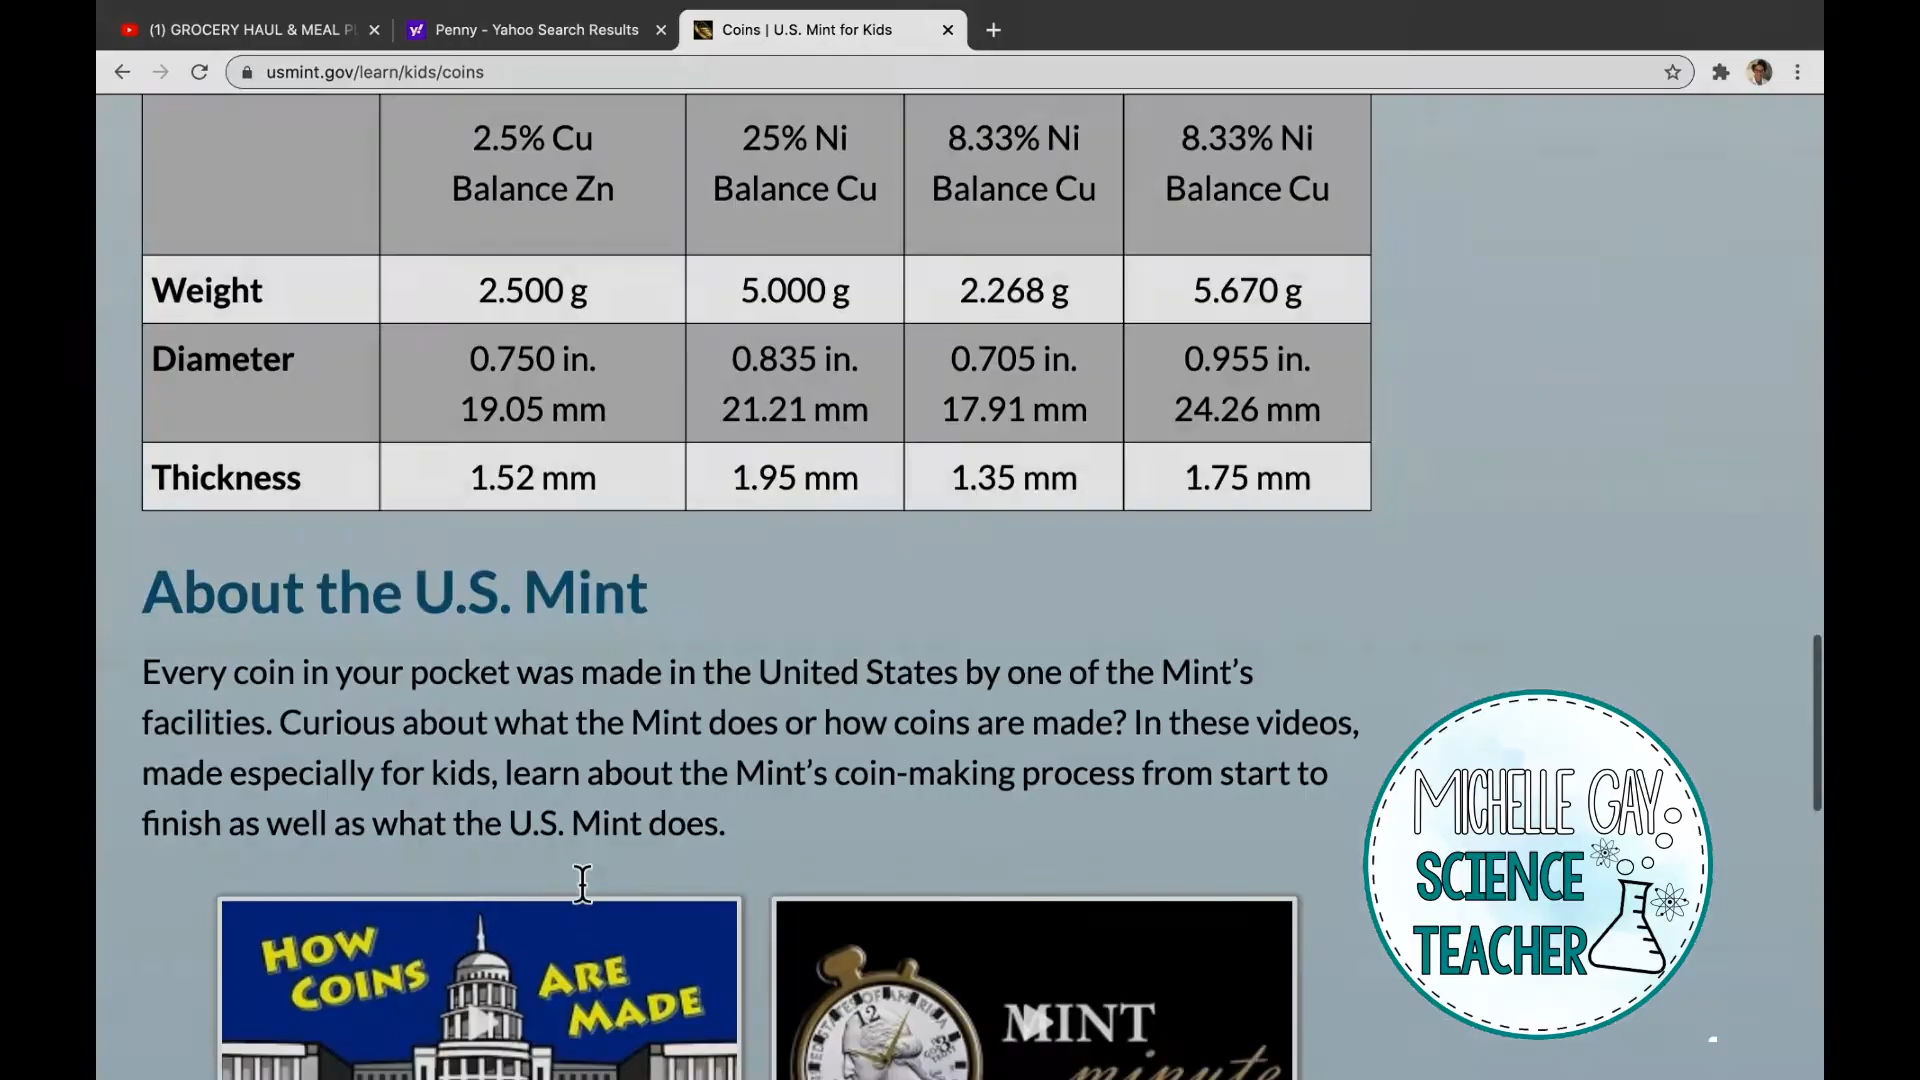 (1) GROCERY HAUL & MEAL PL
Penny - Yahoo Search Results
Coins | U.S. Mint for Kids
usmint.gov/learn/kids/coins
2.5% Cu 25% Ni 8.33% Ni 8.33% Ni
Balance Zn Balance Cu Balance Cu Balance Cu
Weight 2.500 g 5.000 g 2.268 g 5.670 g
Diameter 0.750 in. 0.835 in. 0.705 in. 0.955 in.
19.05 mm 21.21 mm 17.91 mm 24.26 mm
Thickness 1.52 mm 1.95 mm 1.35 mm 1.75 mm
About the U.S. Mint
Every coin in your pocket was made in the United States by one of the Mint’s
facilities. Curious about what the Mint does or how coins are made? In these videos,
made especially for kids, learn about the Mint’s coin-making process from start to
finish as well as what the U.S. Mint does.
HOW
COINS
ARE
MADE
12
MINT
minute
MICHELLE GAY
SCIENCE
TEACHER